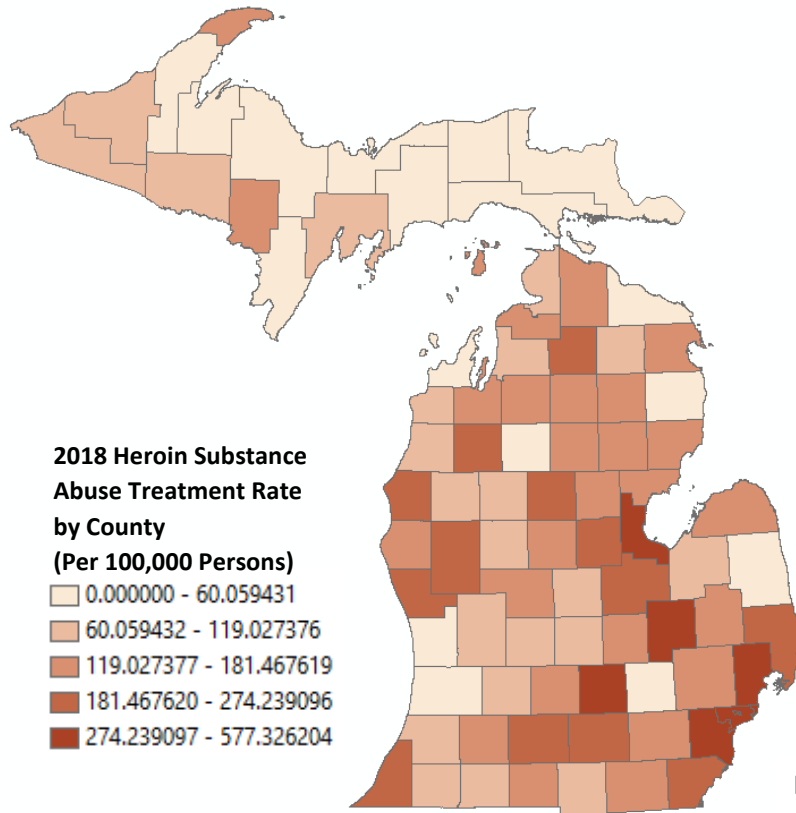 2018 Heroin Substance
Abuse Treatment Rate
by County
(Per 100,000 Persons)
0.000000 - 60.059431
60.059432 - 119.027376
119.027377 - 181.467619
181.467620 - 274.239096
274.239097 - 577.326204